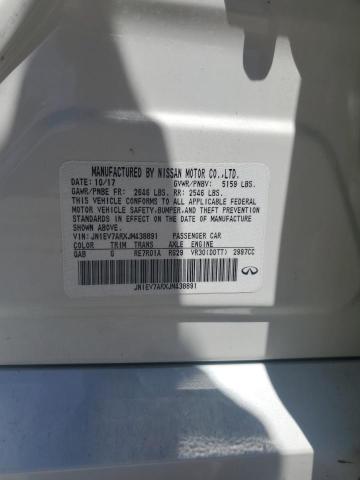 MANUFACTURED BY NISSAN MOTOR CO.,LTD.
DATE: 10/17 GVWR/PNBV: 5159 LBS.
GAWR/PNBE FR: 2646 LBS. RR: 2546 LBS.
THIS VEHICLE CONFORMS TO ALL APPLICABLE
FEDERAL MOTOR VEHICLE
SAFETY,BUMPER,AND THEFT PREVENTION
STANDARDS IN EFFECT ON THE DATE OF MANUFACTURE
SHOWN ABOVE.
VIN:JN1EV7ARXJM438891 PASSENGER CAR
COLOR TRIM TRANS AXLE ENGINE
QAB G RE7R01A R929 VR30(DDTT) 2997CC
JN1EV7ARXJM438891